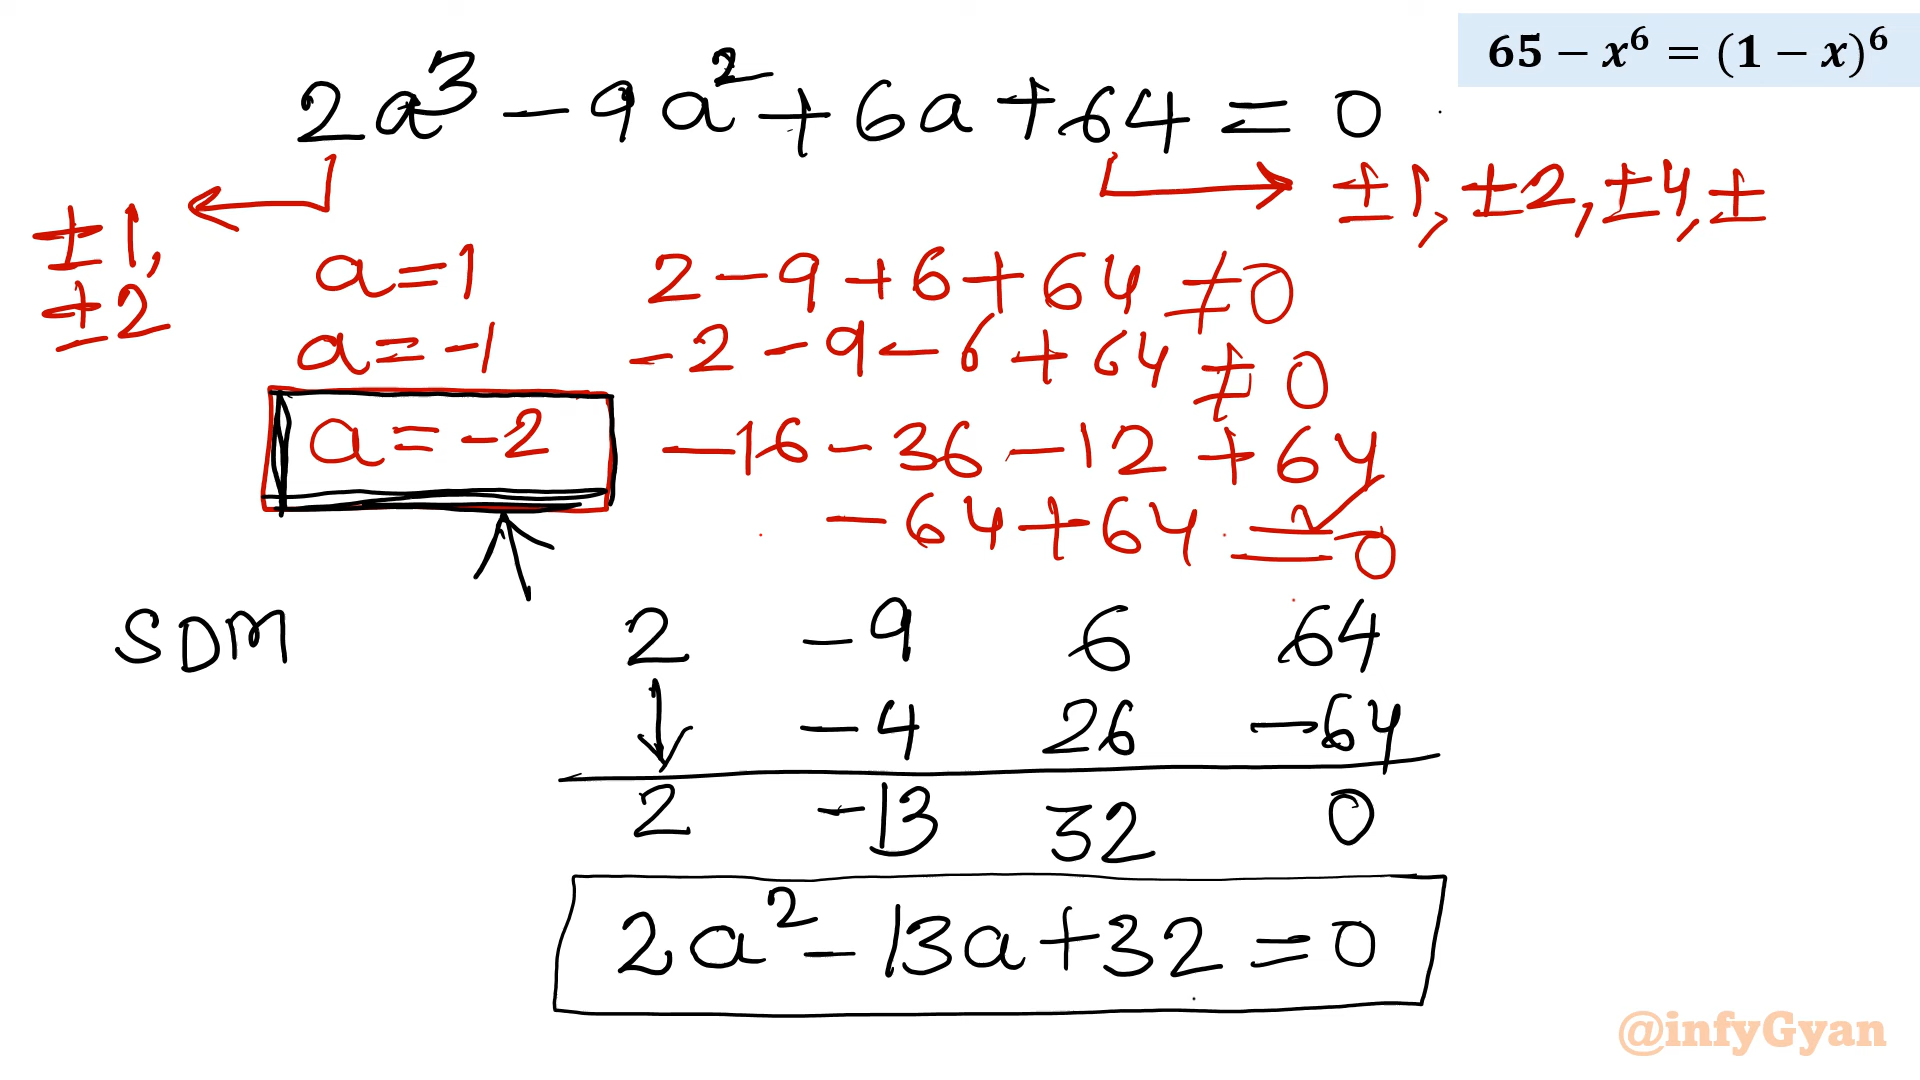 65 − x⁶ = (1 − x)⁶
2a³ − 9a² + 6a + 64 = 0
±1, ±2, ±4, ±
±1,
±2
a = 1    2 − 9 + 6 + 64 ≠ 0
a = −1    −2 − 9 − 6 + 64 ≠ 0
a = −2    −16 − 36 − 12 + 64
−64 + 64 = 0
SDM    2    −9    6    64
−4    26    −64
2    −13    32    0
2a² − 13a + 32 = 0
@infyGyan